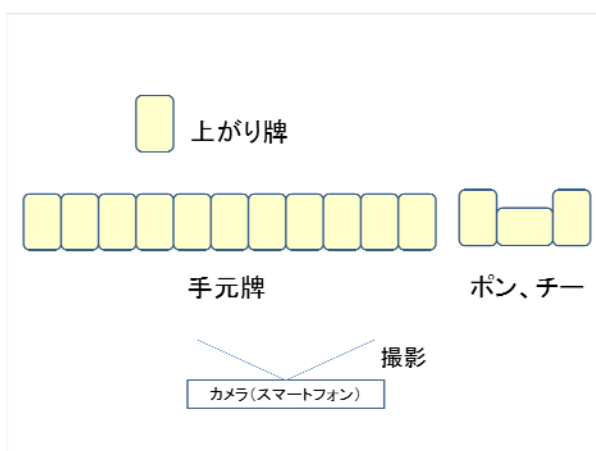 上がり牌
手元牌
ポン、チー
撮影
カメラ(スマートフォン)